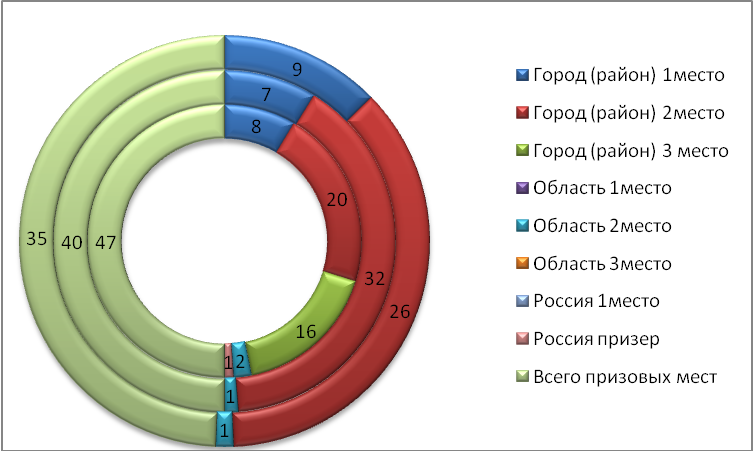 9
7
8
20
35
40
47
32
26
16
1
2
1
1
Город (район) 1место
Город (район) 2место
Город (район) 3 место
Область 1место
Область 2место
Область 3место
Россия 1место
Россия призер
Всего призовых мест